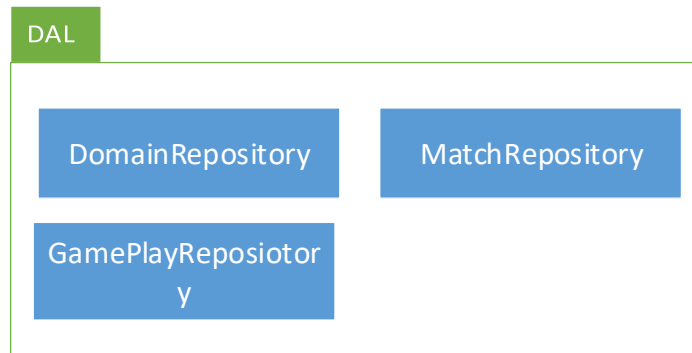 DAL
DomainRepository
MatchRepository
GamePlayReposiotor
y